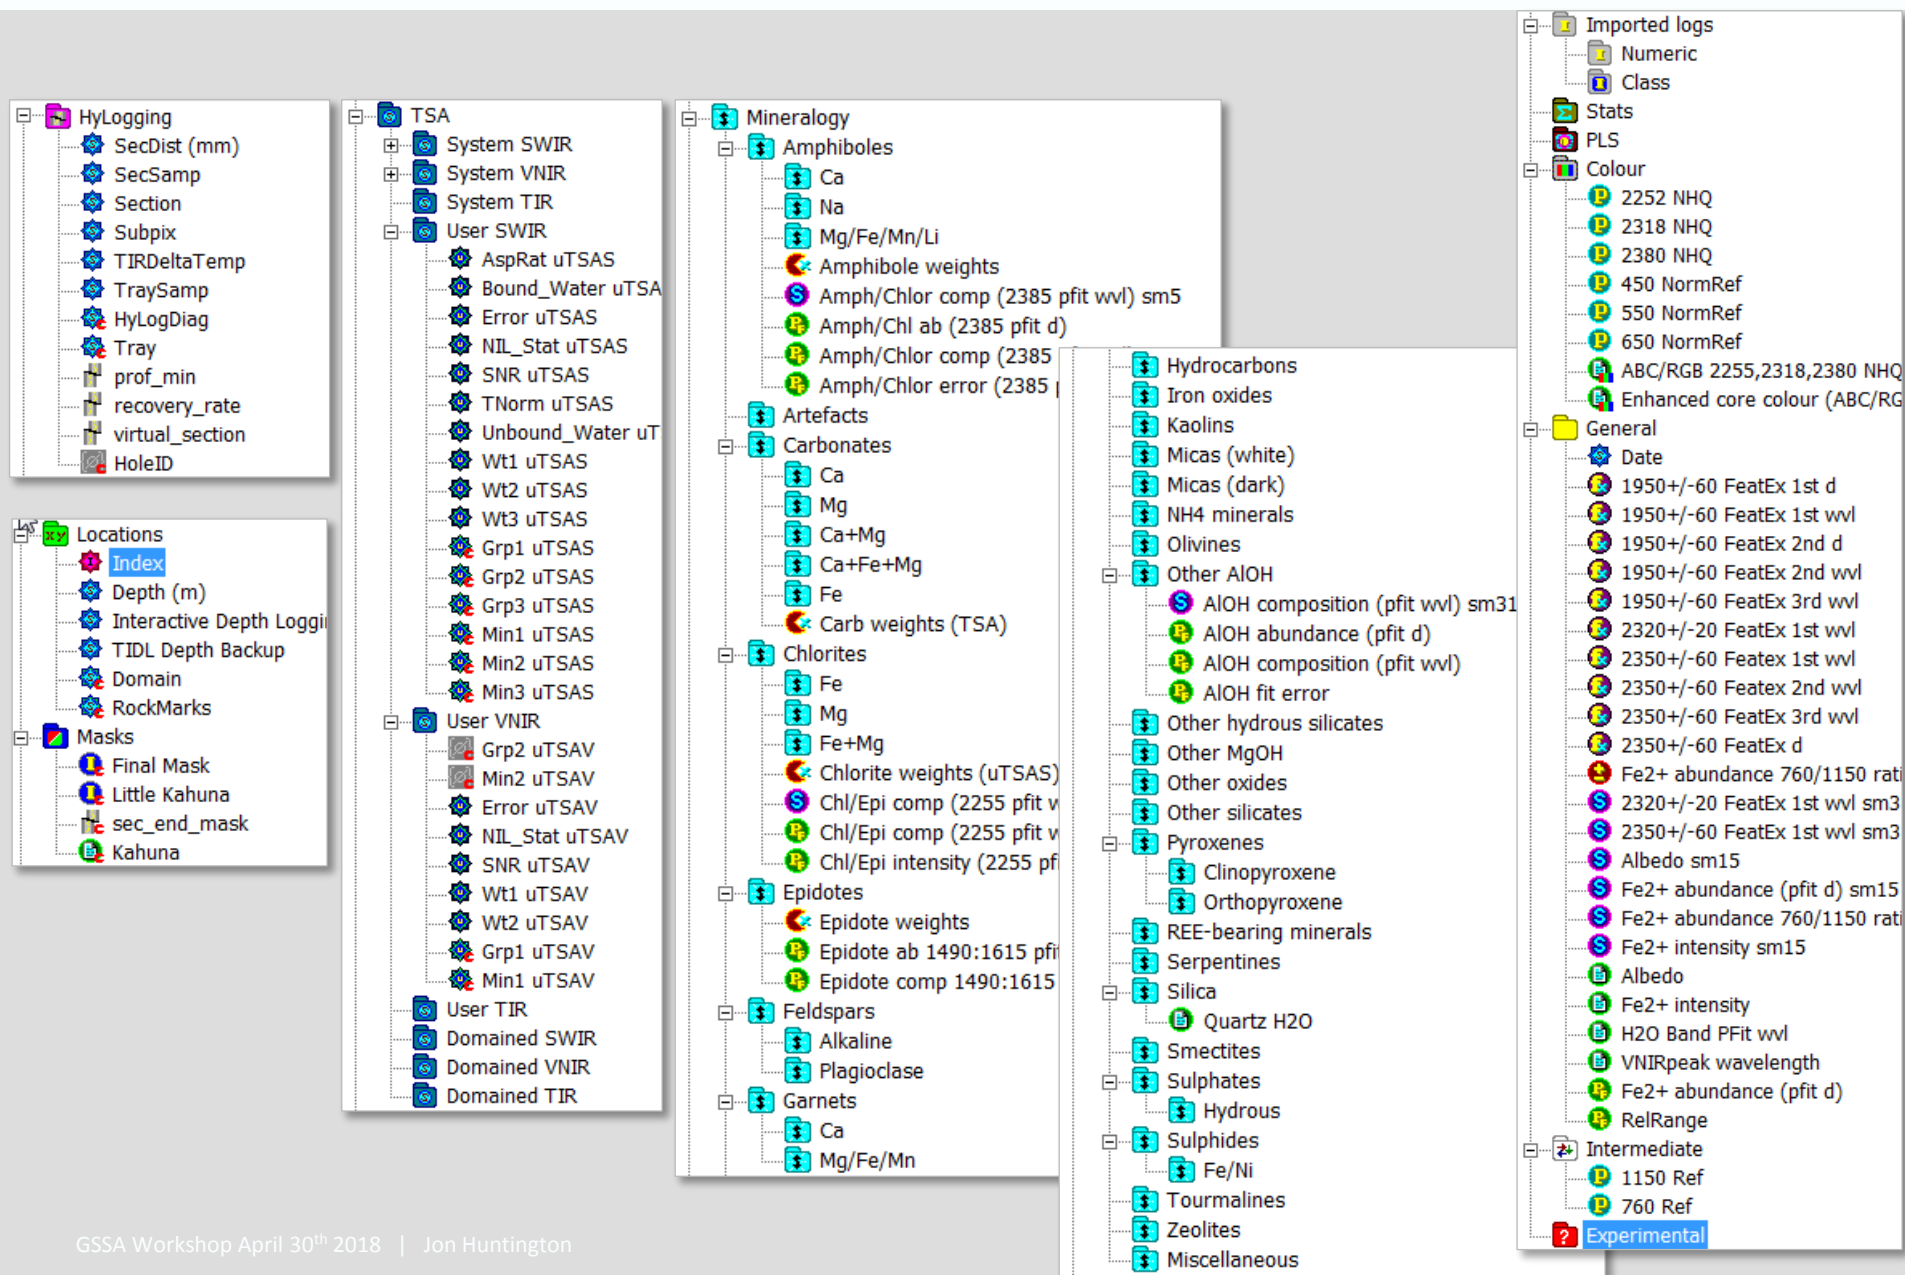 HyLogging
SecDist (mm)
SecSamp
Section
Subpix
TIRDeltaTemp
TraySamp
HyLogDiag
Tray
prof_min
recovery_rate
virtual_section
HoleID
Locations
Index
Depth (m)
Interactive Depth Loggi
TIDL Depth Backup
Domain
RockMarks
Masks
Final Mask
Little Kahuna
sec_end_mask
Kahuna
TSA
System SWIR
System VNIR
System TIR
User SWIR
AspRat uTSAS
Bound_Water uTSA
Error uTSAS
NIL_Stat uTSAS
SNR uTSAS
TNorm uTSAS
Unbound_Water uT
Wt1 uTSAS
Wt2 uTSAS
Wt3 uTSAS
Grp1 uTSAS
Grp2 uTSAS
Grp3 uTSAS
Min1 uTSAS
Min2 uTSAS
Min3 uTSAS
User VNIR
Grp2 uTSAV
Min2 uTSAV
Error uTSAV
NIL_Stat uTSAV
SNR uTSAV
Wt1 uTSAV
Wt2 uTSAV
Grp1 uTSAV
Min1 uTSAV
User TIR
Domained SWIR
Domained VNIR
Domained TIR
Mineralogy
Amphiboles
Ca
Na
Mg/Fe/Mn/Li
Amphibole weights
Amph/Chlor comp (2385 pfit wvl) sm5
Amph/Chl ab (2385 pfit d)
Amph/Chlor comp (2385
Amph/Chlor error (2385 p
Artefacts
Carbonates
Ca
Mg
Ca+Mg
Ca+Fe+Mg
Fe
Carb weights (TSA)
Chlorites
Fe
Mg
Fe+Mg
Chlorite weights (uTSAS)
Chl/Epi comp (2255 pfit w
Chl/Epi comp (2255 pfit w
Chl/Epi intensity (2255 pf
Epidotes
Epidote weights
Epidote ab 1490:1615 pfi
Epidote comp 1490:1615
Feldspars
Alkaline
Plagioclase
Garnets
Ca
Mg/Fe/Mn
Hydrocarbons
Iron oxides
Kaolins
Micas (white)
Micas (dark)
NH4 minerals
Olivines
Other AlOH
AlOH composition (pfit wvl) sm31
AlOH abundance (pfit d)
AlOH composition (pfit wvl)
AlOH fit error
Other hydrous silicates
Other MgOH
Other oxides
Other silicates
Pyroxenes
Clinopyroxene
Orthopyroxene
REE-bearing minerals
Serpentines
Silica
Quartz H2O
Smectites
Sulphates
Hydrous
Sulphides
Fe/Ni
Tourmalines
Zeolites
Miscellaneous
Imported logs
Numeric
Class
Stats
PLS
Colour
2252 NHQ
2318 NHQ
2380 NHQ
450 NormRef
550 NormRef
650 NormRef
ABC/RGB 2255,2318,2380 NHQ
Enhanced core colour (ABC/RG
General
Date
1950+/-60 FeatEx 1st d
1950+/-60 FeatEx 1st wvl
1950+/-60 FeatEx 2nd d
1950+/-60 FeatEx 2nd wvl
1950+/-60 FeatEx 3rd wvl
2320+/-20 FeatEx 1st wvl
2350+/-60 Featex 1st wvl
2350+/-60 Featex 2nd wvl
2350+/-60 FeatEx 3rd wvl
2350+/-60 FeatEx d
Fe2+ abundance 760/1150 rati
2320+/-20 FeatEx 1st wvl sm3
2350+/-60 FeatEx 1st wvl sm3
Albedo sm15
Fe2+ abundance (pfit d) sm15
Fe2+ abundance 760/1150 rati
Fe2+ intensity sm15
Albedo
Fe2+ intensity
H2O Band PFit wvl
VNIRpeak wavelength
Fe2+ abundance (pfit d)
RelRange
Intermediate
1150 Ref
760 Ref
Experimental
GSSA Workshop April 30th 2018 | Jon Huntington